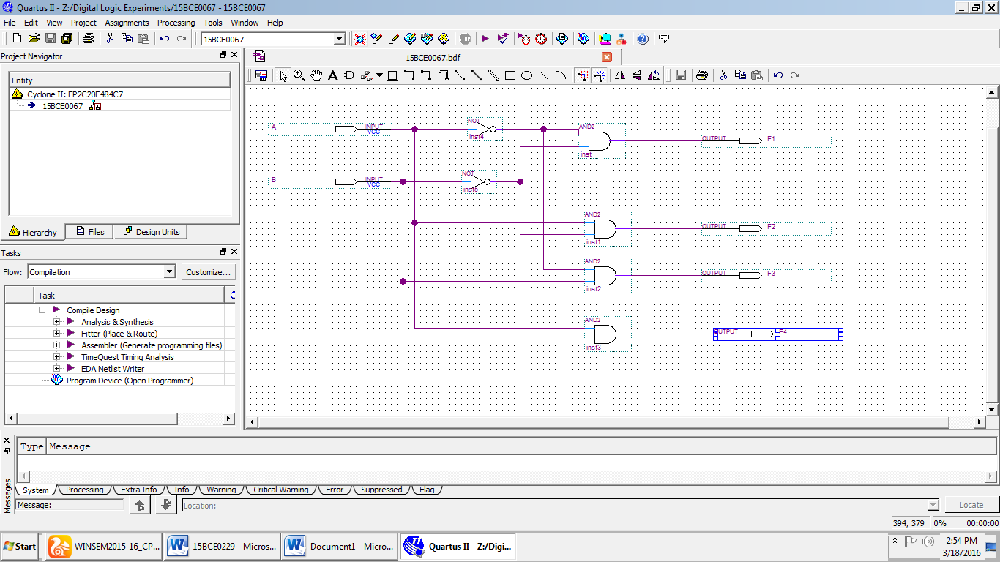 Quartus II - Z:/Digital Logic Experiments/15BCE0067 - 15BCE0067
File Edit View Project Assignments Processing Tools Window Help
15BCE0067
STOP
Project Navigator
15BCE0067.bdf
Entity
Cyclone II: EP2C20F484C7
15BCE0067
Hierarchy Files Design Units
Tasks
Flow: Compilation Customize...
Task
Compile Design
Analysis & Synthesis
Fitter (Place & Route)
Assembler (Generate programming files)
TimeQuest Timing Analysis
EDA Netlist Writer
Program Device (Open Programmer)
A INPUT VCC NOT inst4 AND2 inst OUTPUT F1
B INPUT VCC NOT inst5
AND2 inst1 OUTPUT F2
AND2 inst2 OUTPUT F3
AND2 inst3 OUTPUT F4
Type Message
System Processing Extra Info Info Warning Critical Warning Error Suppressed Flag
Messages
Message: Location: Locate
394, 379 0% 00:00:00
Start WINSEM2015-16_CP... 15BCE0229 - Micros... Document1 - Micro... Quartus II - Z:/Digi... 2:54 PM
3/18/2016